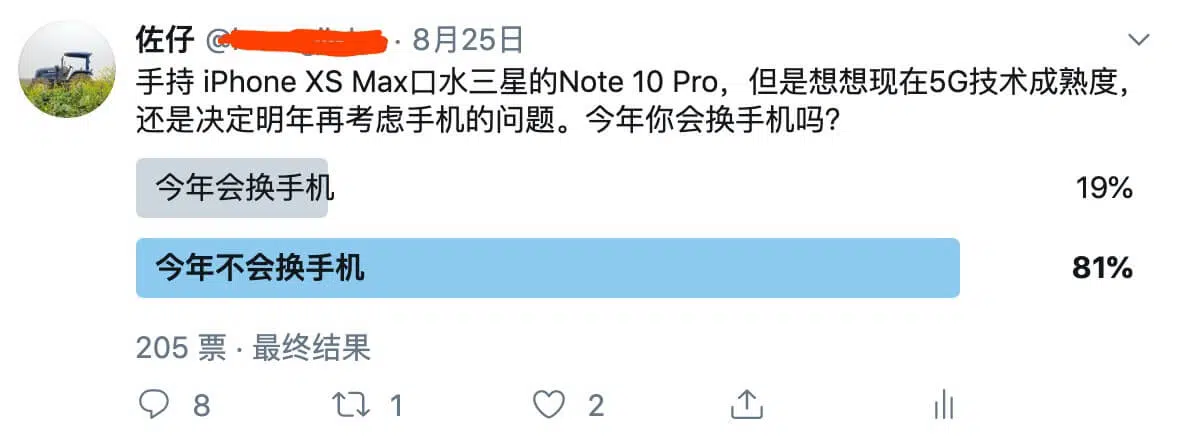 佐仔 @ · 8月25日
手持 iPhone XS Max口水三星的Note 10 Pro，但是想想现在5G技术成熟度，
还是决定明年再考虑手机的问题。今年你会换手机吗？
今年会换手机 19%
今年不会换手机 81%
205 票 · 最终结果
8 1 2